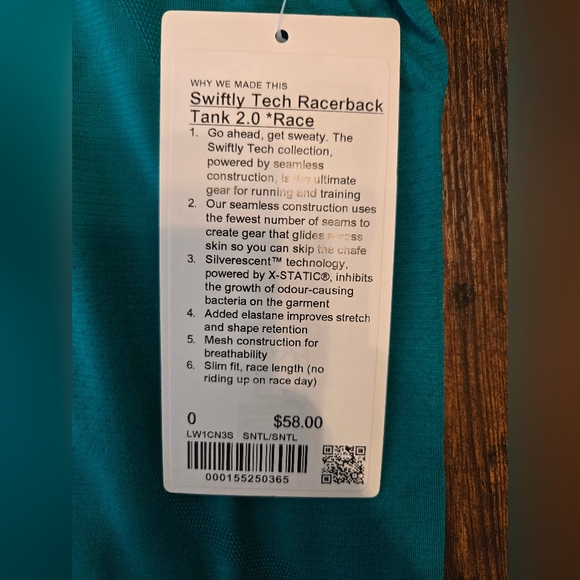 WHY WE MADE THIS
Swiftly Tech Racerback
Tank 2.0 *Race
1. Go ahead, get sweaty. The
Swiftly Tech collection,
powered by seamless
construction, is the ultimate
gear for running and training
2. Our seamless construction uses
the fewest number of seams to
create gear that glides across
skin so you can skip the chafe
3. Silverescent™ technology,
powered by X-STATIC®, inhibits
the growth of odour-causing
bacteria on the garment
4. Added elastane improves stretch
and shape retention
5. Mesh construction for
breathability
6. Slim fit, race length (no
riding up on race day)
0 $58.00
LW1CN3S SNTL/SNTL
000155250365